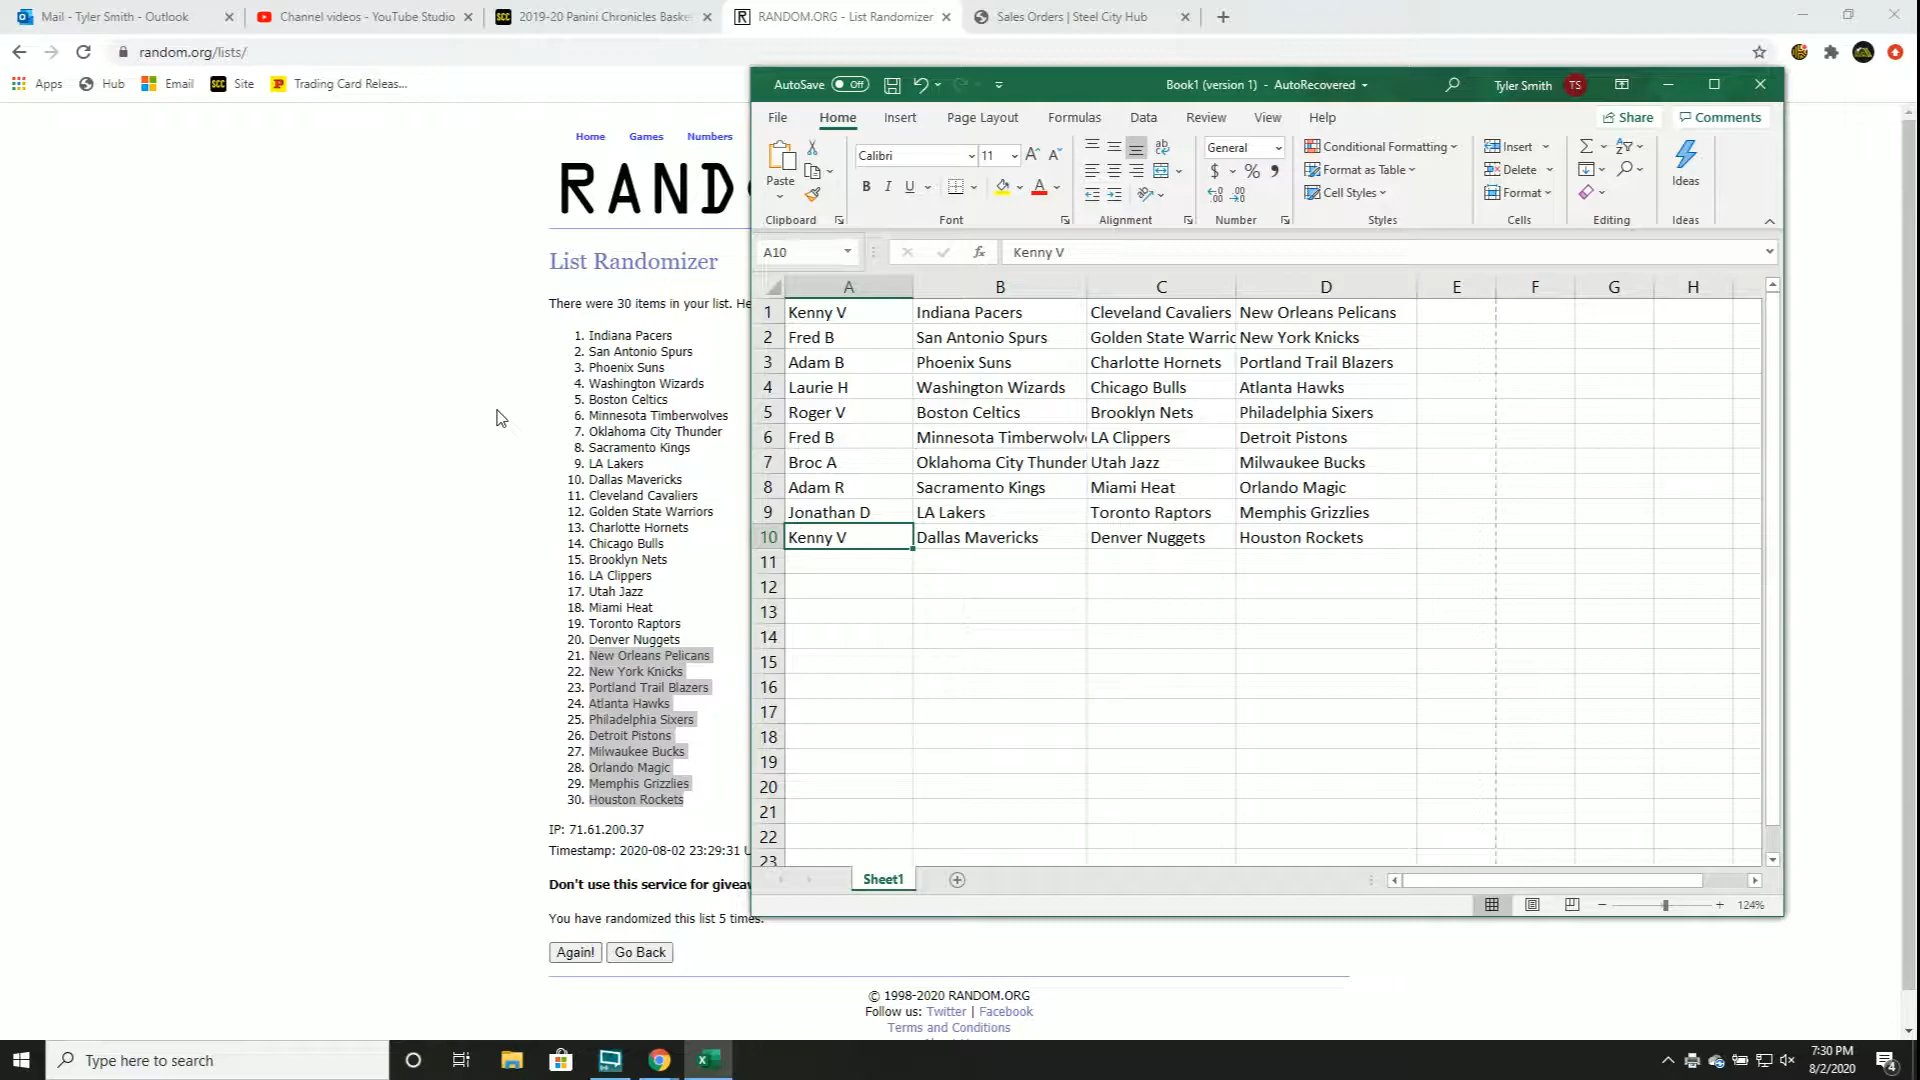 Mail - Tyler Smith - Outlook
Channel videos - YouTube Studio
2019-20 Panini Chronicles Baske
RANDOM.ORG - List Randomizer
Sales Orders | Steel City Hub
random.org/lists/
Apps
Hub
Email
Site
Trading Card Releas...
Home Games Numbers
RAND
List Randomizer
There were 30 items in your list. He
1. Indiana Pacers
2. San Antonio Spurs
3. Phoenix Suns
4. Washington Wizards
5. Boston Celtics
6. Minnesota Timberwolves
7. Oklahoma City Thunder
8. Sacramento Kings
9. LA Lakers
10. Dallas Mavericks
11. Cleveland Cavaliers
12. Golden State Warriors
13. Charlotte Hornets
14. Chicago Bulls
15. Brooklyn Nets
16. LA Clippers
17. Utah Jazz
18. Miami Heat
19. Toronto Raptors
20. Denver Nuggets
21. New Orleans Pelicans
22. New York Knicks
23. Portland Trail Blazers
24. Atlanta Hawks
25. Philadelphia Sixers
26. Detroit Pistons
27. Milwaukee Bucks
28. Orlando Magic
29. Memphis Grizzlies
30. Houston Rockets
IP: 71.61.200.37
Timestamp: 2020-08-02 23:29:31 U
Don't use this service for giveaw
You have randomized this list 5 times.
Again! Go Back
© 1998-2020 RANDOM.ORG
Follow us: Twitter | Facebook
Terms and Conditions
AutoSave Off
Book1 (version 1) - AutoRecovered
Tyler Smith TS
File Home Insert Page Layout Formulas Data Review View Help
Share Comments
Paste
Calibri 11
B I U
General
$ % 9
Conditional Formatting
Format as Table
Cell Styles
Insert
Delete
Format
Ideas
Clipboard Font Alignment Number Styles Cells Editing Ideas
A10 fx Kenny V
A B C D E F G H
1 Kenny V Indiana Pacers Cleveland Cavaliers New Orleans Pelicans
2 Fred B San Antonio Spurs Golden State Warric New York Knicks
3 Adam B Phoenix Suns Charlotte Hornets Portland Trail Blazers
4 Laurie H Washington Wizards Chicago Bulls Atlanta Hawks
5 Roger V Boston Celtics Brooklyn Nets Philadelphia Sixers
6 Fred B Minnesota Timberwolv LA Clippers Detroit Pistons
7 Broc A Oklahoma City Thunder Utah Jazz Milwaukee Bucks
8 Adam R Sacramento Kings Miami Heat Orlando Magic
9 Jonathan D LA Lakers Toronto Raptors Memphis Grizzlies
10 Kenny V Dallas Mavericks Denver Nuggets Houston Rockets
11
12
13
14
15
16
17
18
19
20
21
22
23
Sheet1
124%
Type here to search
7:30 PM
8/2/2020
4